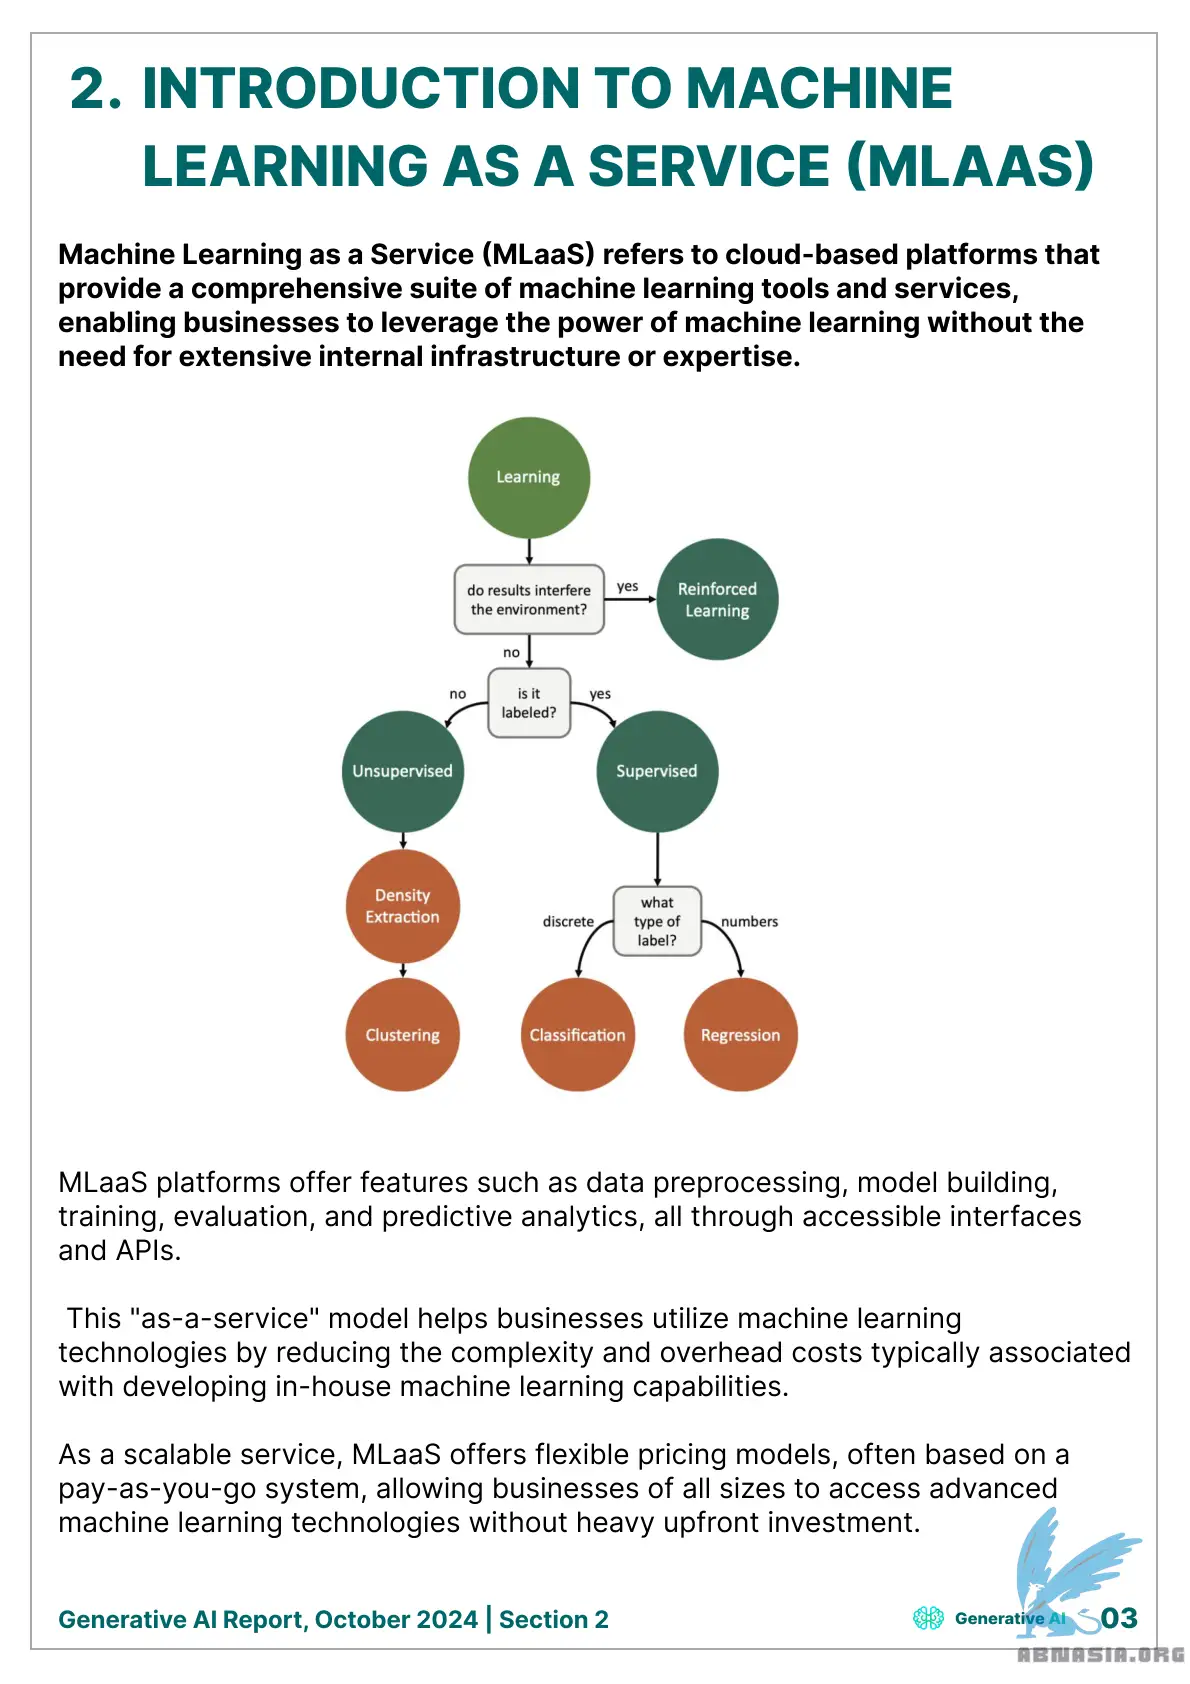 2. INTRODUCTION TO MACHINE
LEARNING AS A SERVICE (MLAAS)
Machine Learning as a Service (MLaaS) refers to cloud-based platforms that
provide a comprehensive suite of machine learning tools and services,
enabling businesses to leverage the power of machine learning without the
need for extensive internal infrastructure or expertise.
Learning
do results interfere
the environment?
yes
Reinforced
Learning
no
is it
labeled?
no
yes
Unsupervised
Supervised
Density
Extraction
what
type of
label?
discrete
numbers
Clustering
Classification
Regression
MLaaS platforms offer features such as data preprocessing, model building,
training, evaluation, and predictive analytics, all through accessible interfaces
and APIs.
This "as-a-service" model helps businesses utilize machine learning
technologies by reducing the complexity and overhead costs typically associated
with developing in-house machine learning capabilities.
As a scalable service, MLaaS offers flexible pricing models, often based on a
pay-as-you-go system, allowing businesses of all sizes to access advanced
machine learning technologies without heavy upfront investment.
Generative AI Report, October 2024 | Section 2
Generative AI
03
ABNASIA.ORG